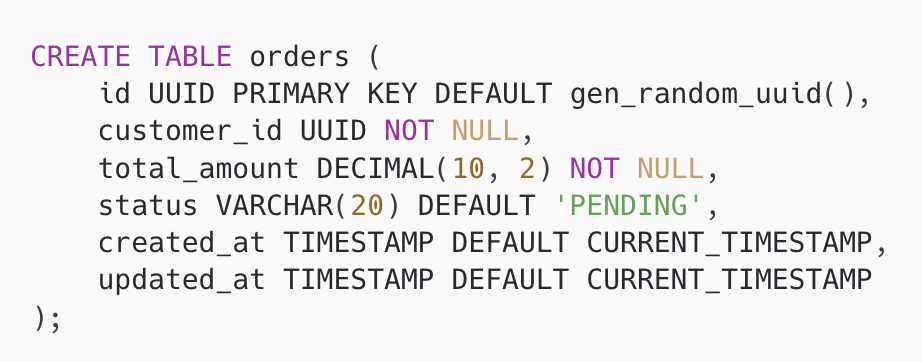 CREATE TABLE orders (
    id UUID PRIMARY KEY DEFAULT gen_random_uuid(),
    customer_id UUID NOT NULL,
    total_amount DECIMAL(10, 2) NOT NULL,
    status VARCHAR(20) DEFAULT 'PENDING',
    created_at TIMESTAMP DEFAULT CURRENT_TIMESTAMP,
    updated_at TIMESTAMP DEFAULT CURRENT_TIMESTAMP
);